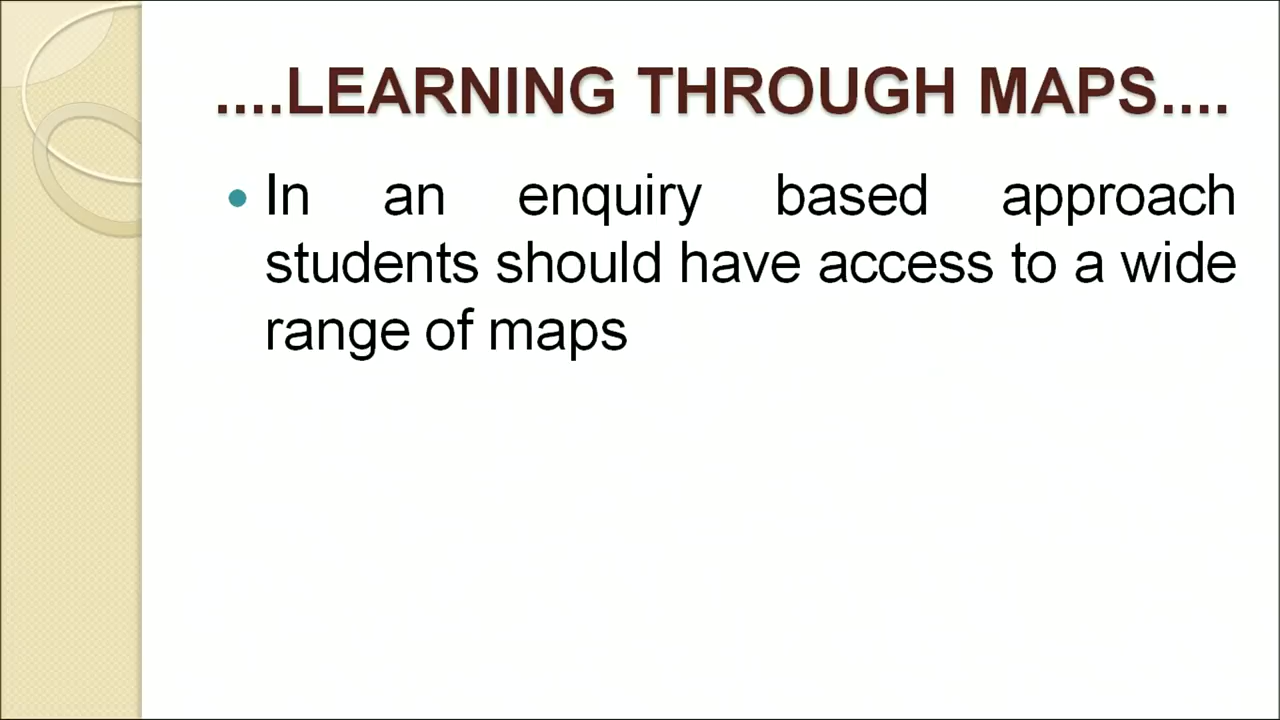 ....LEARNING THROUGH MAPS....
• In an enquiry based approach
students should have access to a wide
range of maps